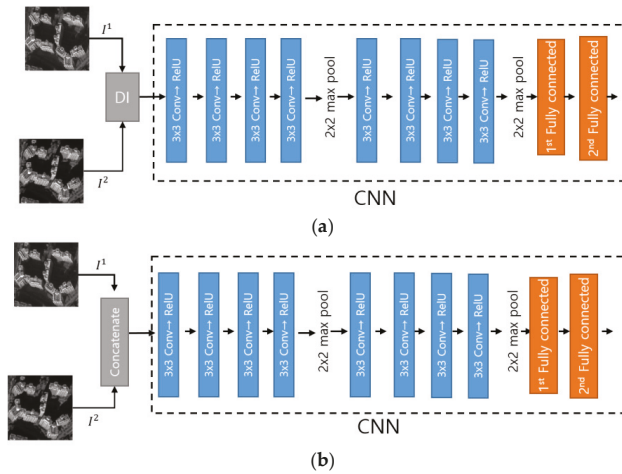 I¹
DI
I²
3x3 Conv→ RelU
3x3 Conv→ RelU
3x3 Conv→ RelU
3x3 Conv→ RelU
2x2 max pool
3x3 Conv→ RelU
3x3 Conv→ RelU
3x3 Conv→ RelU
3x3 Conv→ RelU
2x2 max pool
1st Fully connected
2nd Fully connected
CNN
(a)
I¹
Concatenate
I²
3x3 Conv→ RelU
3x3 Conv→ RelU
3x3 Conv→ RelU
3x3 Conv→ RelU
2x2 max pool
3x3 Conv→ RelU
3x3 Conv→ RelU
3x3 Conv→ RelU
3x3 Conv→ RelU
2x2 max pool
1st Fully connected
2nd Fully connected
CNN
(b)